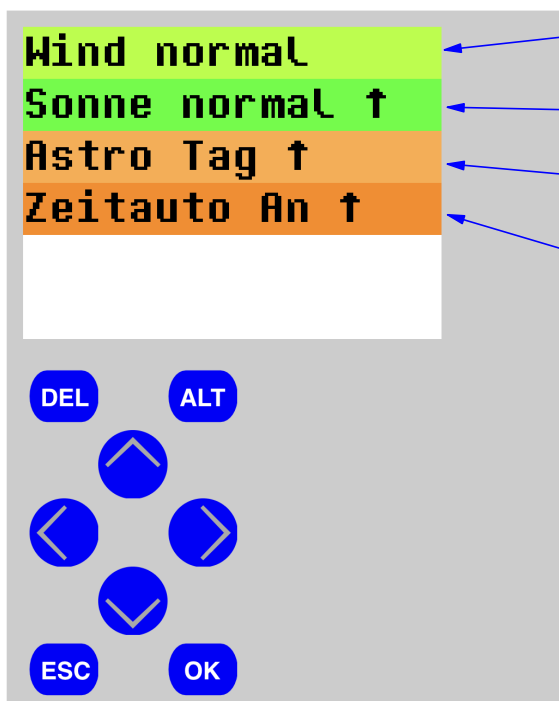 Wind normal
Sonne normal ↑
Astro Tag ↑
Zeitauto An ↑
DEL ALT
ESC OK